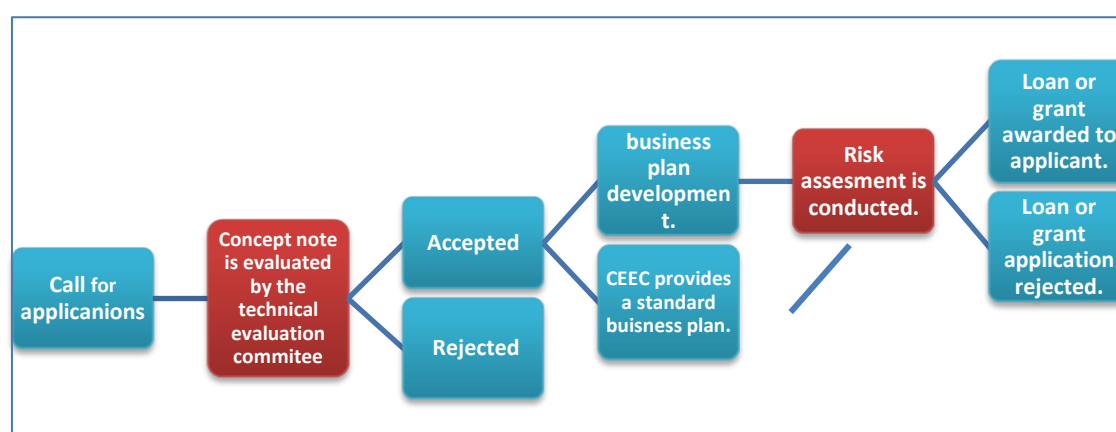 Call for
applicanions
Concept note
is evaluated
by the
technical
evaluation
commitee
Accepted
Rejected
business
plan
developmen
t.
CEEC provides
a standard
buisness plan.
Risk
assesment is
conducted.
Loan or
grant
awarded to
applicant.
Loan or
grant
application
rejected.